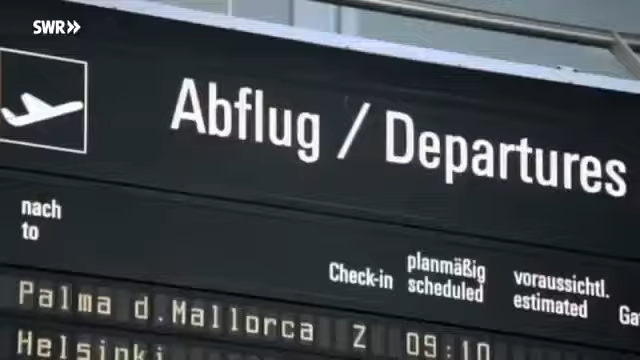 SWR»
Abflug / Departures
nach
to
Check-in
planmäßig
scheduled
voraussichtl.
estimated
Palma d.Mallorca Z 09:10
Helsinki